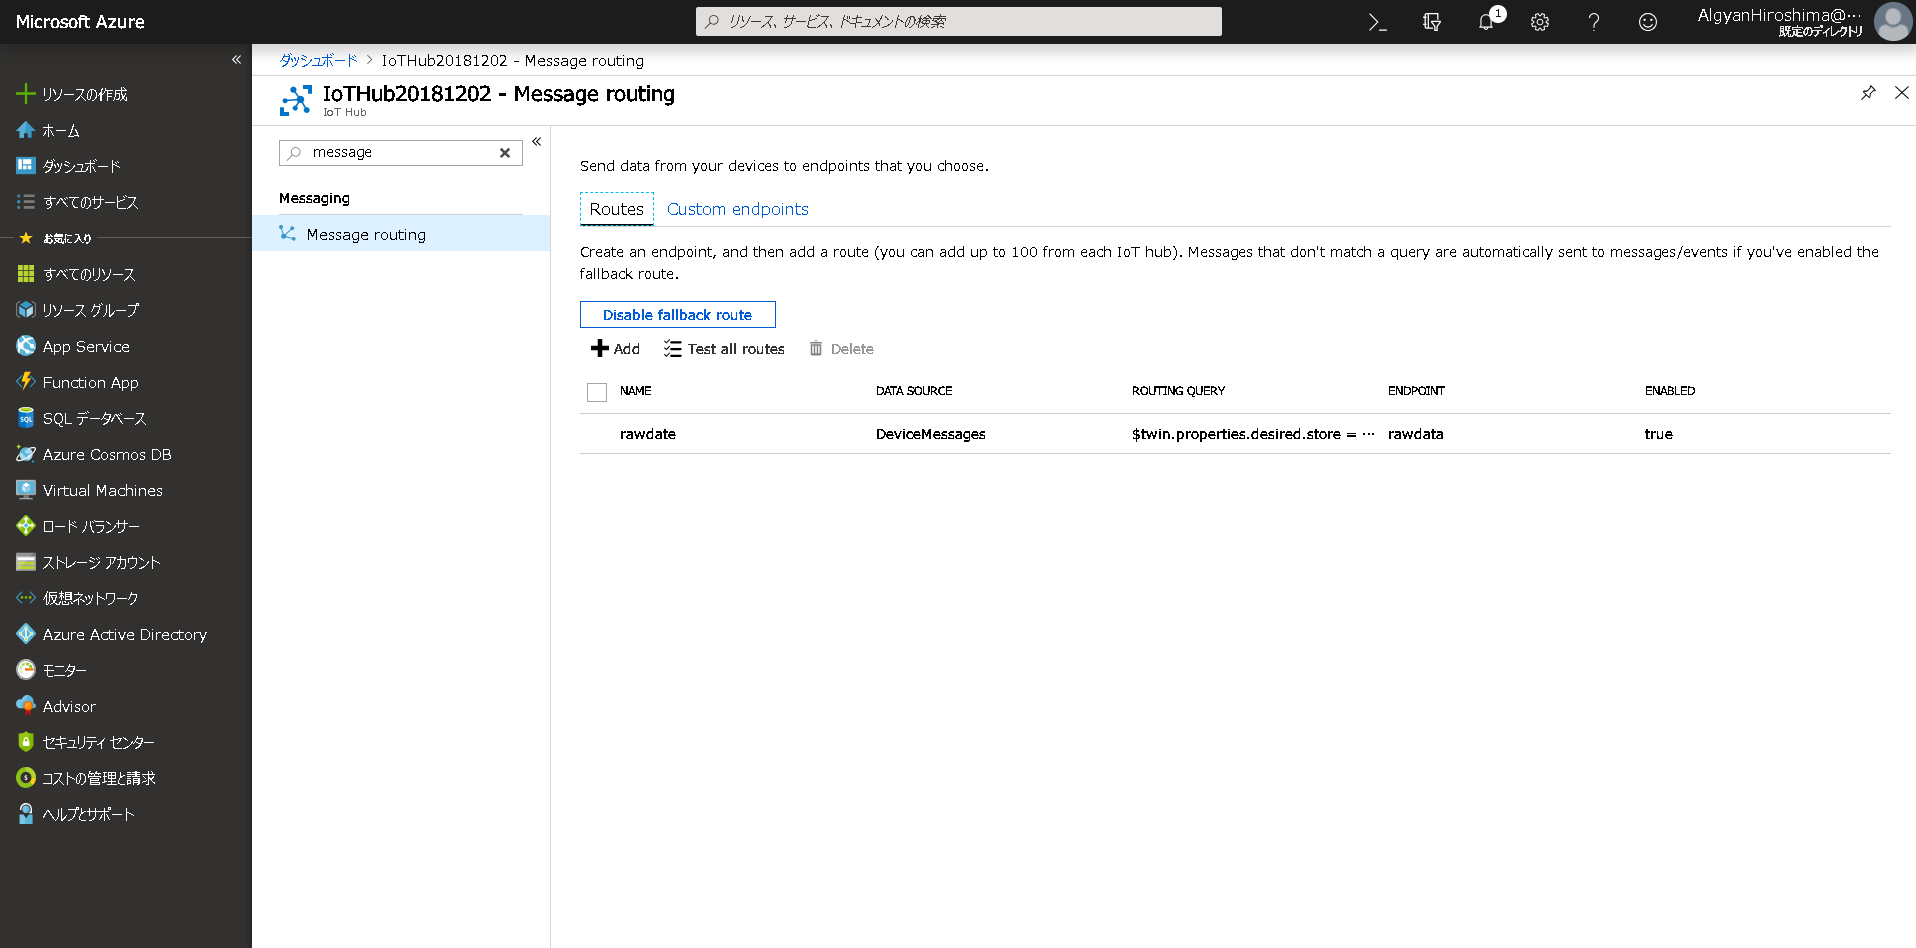 Microsoft Azure
リソース、サービス、ドキュメントの検索
1
AlgyanHiroshima@···
既定のディレクトリ
リソースの作成
ホーム
ダッシュボード
すべてのサービス
お気に入り
すべてのリソース
リソース グループ
App Service
Function App
SQL データベース
Azure Cosmos DB
Virtual Machines
ロード バランサー
ストレージ アカウント
仮想ネットワーク
Azure Active Directory
モニター
Advisor
セキュリティ センター
コストの管理と請求
ヘルプとサポート
ダッシュボード > IoTHub20181202 - Message routing
IoTHub20181202 - Message routing
IoT Hub
message
Messaging
Message routing
Send data from your devices to endpoints that you choose.
Routes Custom endpoints
Create an endpoint, and then add a route (you can add up to 100 from each IoT hub). Messages that don't match a query are automatically sent to messages/events if you've enabled the
fallback route.
Disable fallback route
Add Test all routes Delete
NAME DATA SOURCE ROUTING QUERY ENDPOINT ENABLED
rawdate DeviceMessages $twin.properties.desired.store = ··· rawdata true